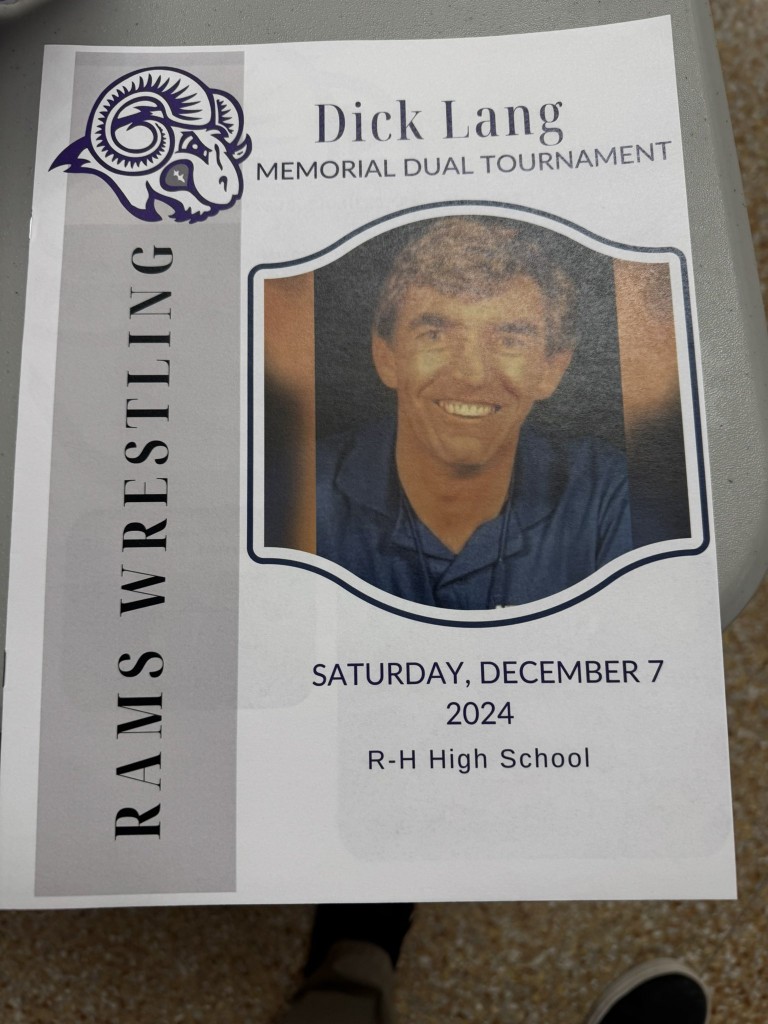 Dick Lang
MEMORIAL DUAL TOURNAMENT
RAMS WRESTLING
SATURDAY, DECEMBER 7
2024
R-H High School